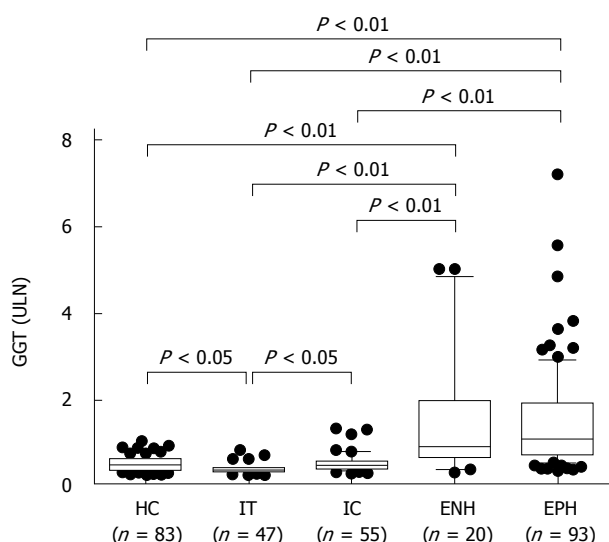 P < 0.01
P < 0.01
P < 0.01
P < 0.01
P < 0.01
P < 0.01
P < 0.05 P < 0.05
8
6
4
2
0
GGT (ULN)
HC IT IC ENH EPH
(n = 83) (n = 47) (n = 55) (n = 20) (n = 93)